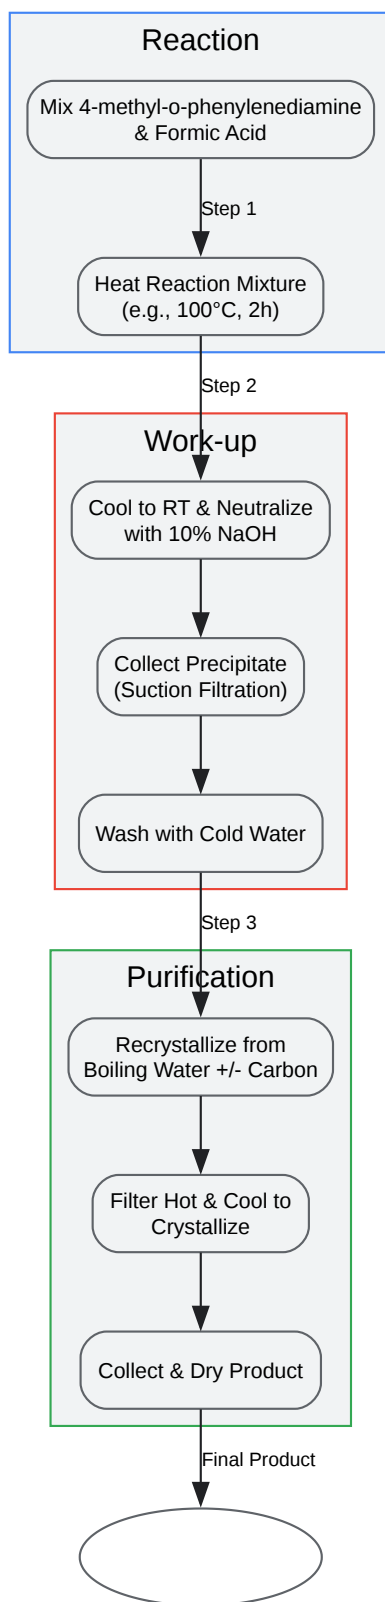 Reaction
Mix 4-methyl-o-phenylenediamine
& Formic Acid
Step 1
Heat Reaction Mixture
(e.g., 100°C, 2h)
Step 2
Work-up
Cool to RT & Neutralize
with 10% NaOH
Collect Precipitate
(Suction Filtration)
Wash with Cold Water
Step 3
Purification
Recrystallize from
Boiling Water +/- Carbon
Filter Hot & Cool to
Crystallize
Collect & Dry Product
Final Product